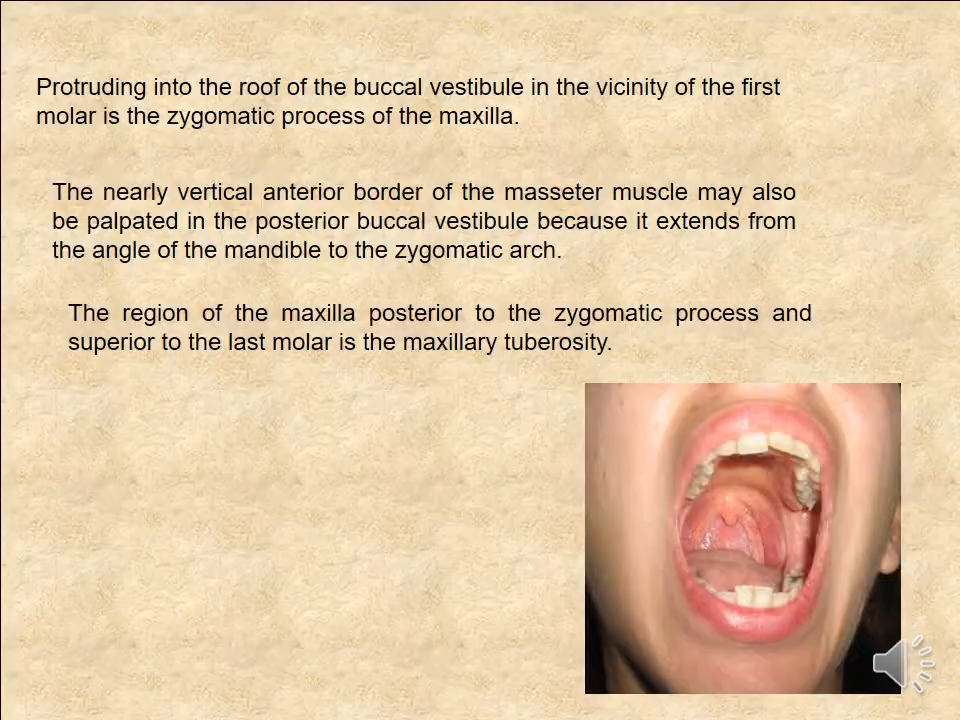 Protruding into the roof of the buccal vestibule in the vicinity of the first
molar is the zygomatic process of the maxilla.
The nearly vertical anterior border of the masseter muscle may also
be palpated in the posterior buccal vestibule because it extends from
the angle of the mandible to the zygomatic arch.
The region of the maxilla posterior to the zygomatic process and
superior to the last molar is the maxillary tuberosity.